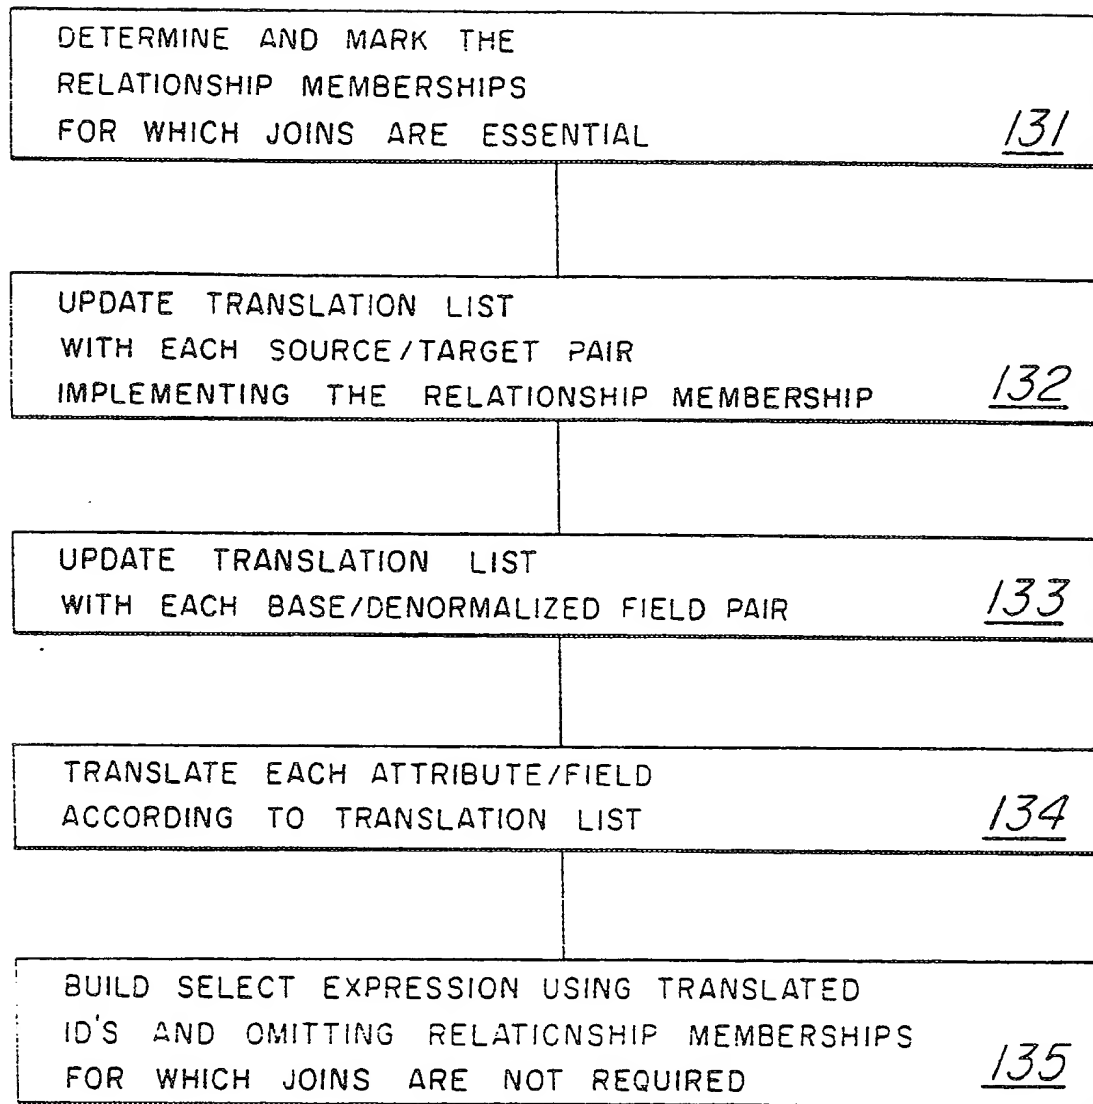 DETERMINE AND MARK THE
RELATIONSHIP MEMBERSHIPS
FOR WHICH JOINS ARE ESSENTIAL 131
UPDATE TRANSLATION LIST
WITH EACH SOURCE/TARGET PAIR
IMPLEMENTING THE RELATIONSHIP MEMBERSHIP 132
UPDATE TRANSLATION LIST
WITH EACH BASE/DENORMALIZED FIELD PAIR 133
TRANSLATE EACH ATTRIBUTE/FIELD
ACCORDING TO TRANSLATION LIST 134
BUILD SELECT EXPRESSION USING TRANSLATED
ID'S AND OMITTING RELATIONSHIP MEMBERSHIPS
FOR WHICH JOINS ARE NOT REQUIRED 135